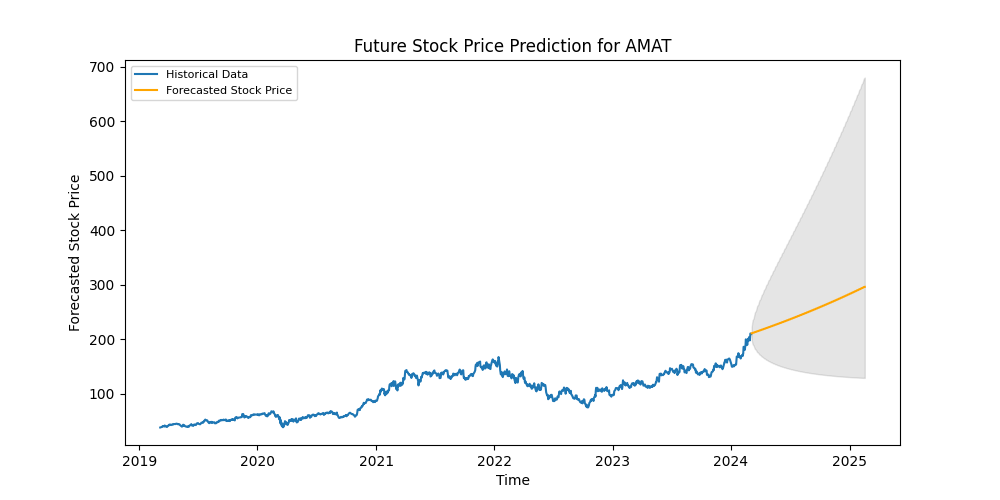 Future Stock Price Prediction for AMAT
Historical Data
Forecasted Stock Price
700
600
500
400
300
200
100
Forecasted Stock Price
2019 2020 2021 2022 2023 2024 2025
Time